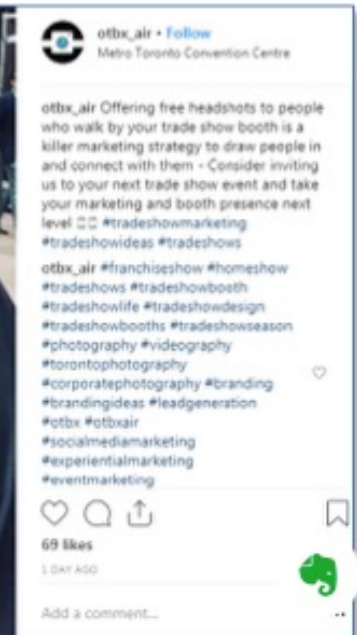 otbx_air • Follow
Metro Toronto Convention Centre
otbx_air Offering free headshots to people
who walk by your trade show booth is a
killer marketing strategy to draw people in
and connect with them - Consider inviting
us to your next trade show event and take
your marketing and booth presence next
level #tradeshowmarketing
#tradeshowideas #tradeshows
otbx_air #franchiseshow #homeshow
#tradeshows #tradeshowbooth
#tradeshowlife #tradeshowdesign
#tradeshowbooths #tradeshowseason
#photography #videography
#torontophotography
#corporatephotography #branding
#brandingideas #leadgeneration
#otbx #otbxair
#socialmediamarketing
#experientialmarketing
#eventmarketing
69 likes
1 DAY AGO
Add a comment...